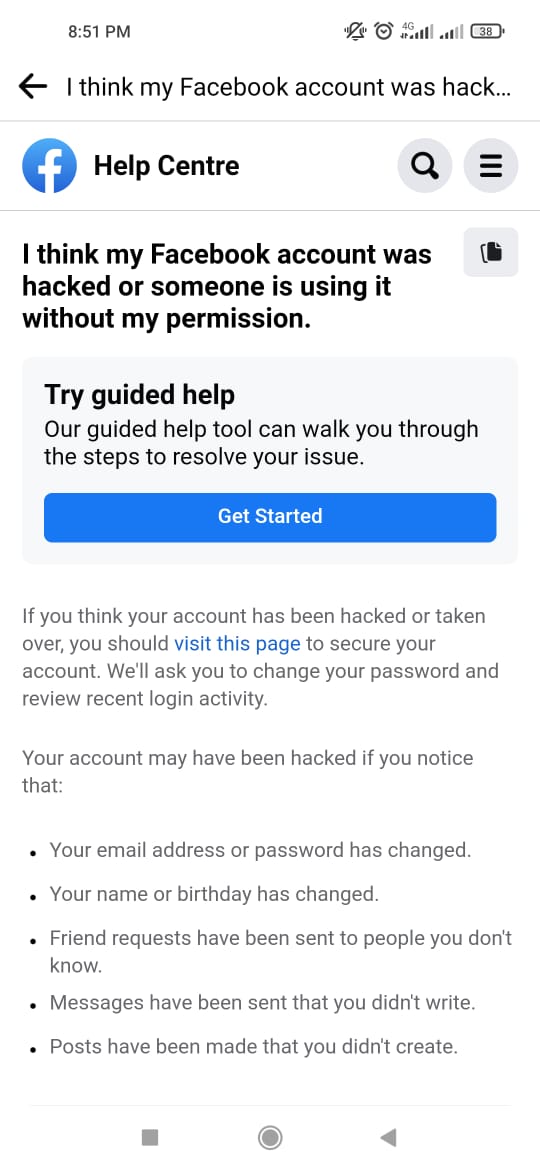 8:51 PM
4G
38
I think my Facebook account was hack...
Help Centre
I think my Facebook account was
hacked or someone is using it
without my permission.
Try guided help
Our guided help tool can walk you through
the steps to resolve your issue.
Get Started
If you think your account has been hacked or taken
over, you should visit this page to secure your
account. We'll ask you to change your password and
review recent login activity.
Your account may have been hacked if you notice
that:
• Your email address or password has changed.
• Your name or birthday has changed.
• Friend requests have been sent to people you don't
know.
• Messages have been sent that you didn't write.
• Posts have been made that you didn't create.